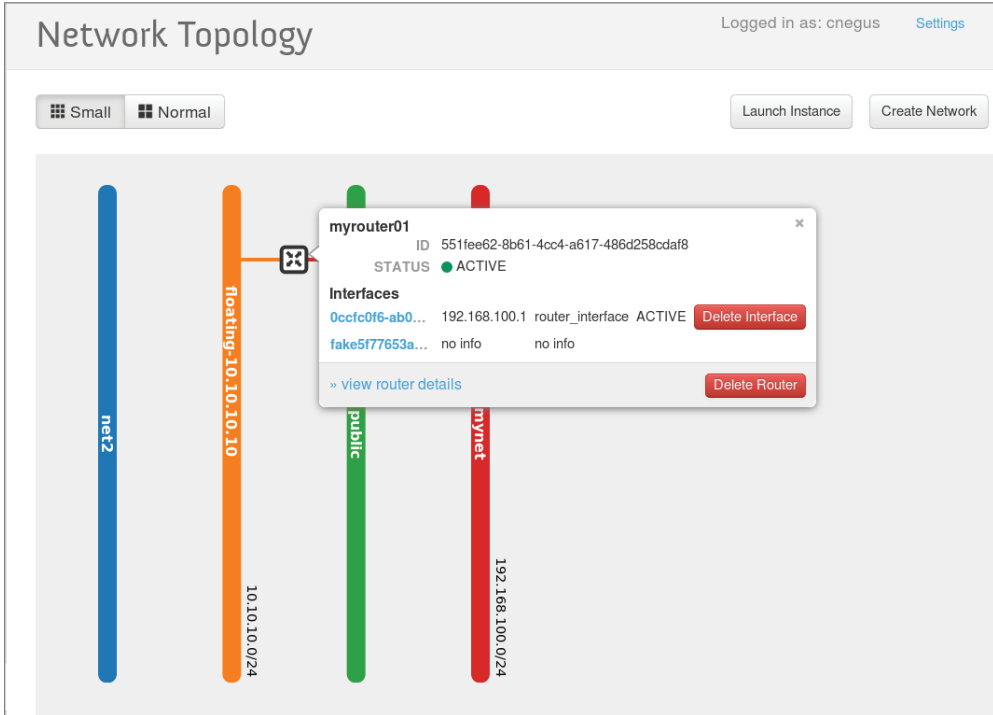 Network Topology
Logged in as: cnegus
Settings
Small
Normal
Launch Instance
Create Network
myrouter01
ID 551fee62-8b61-4cc4-a617-486d258cdaf8
STATUS ACTIVE
Interfaces
0ccfc0f6-ab0... 192.168.100.1 router_interface ACTIVE Delete Interface
fake5f77653a... no info no info
» view router details
Delete Router
net2
floating-10.10.10.10
10.10.10.0/24
public
mynet
192.168.100.0/24